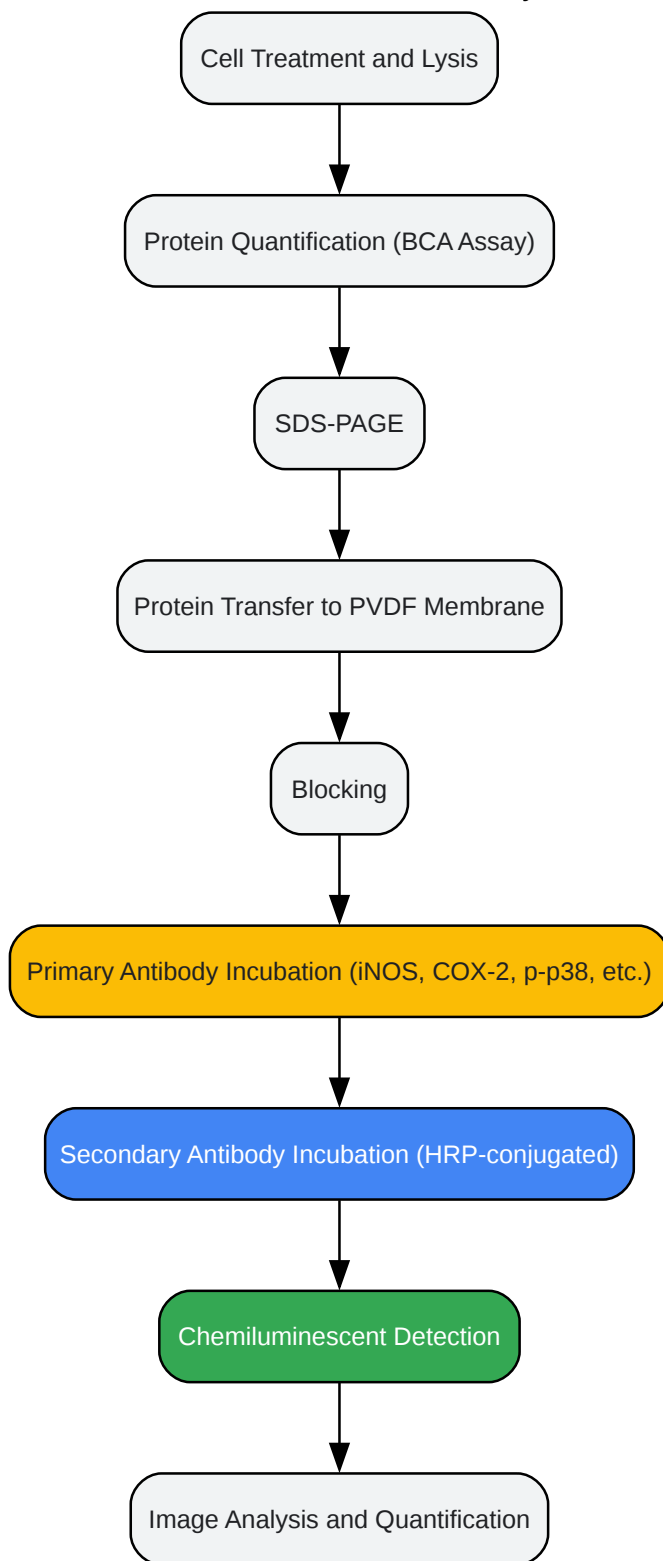 Cell Treatment and Lysis
Protein Quantification (BCA Assay)
SDS-PAGE
Protein Transfer to PVDF Membrane
Blocking
Primary Antibody Incubation (iNOS, COX-2, p-p38, etc.)
Secondary Antibody Incubation (HRP-conjugated)
Chemiluminescent Detection
Image Analysis and Quantification